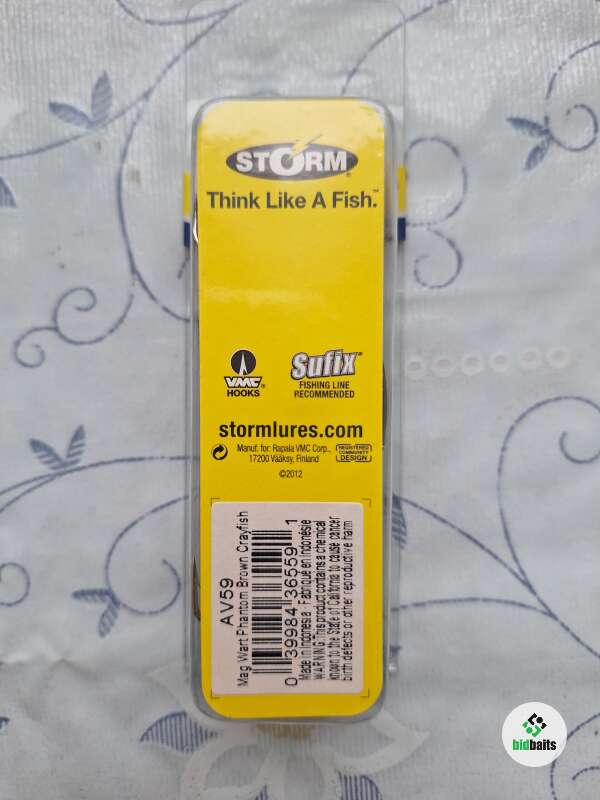 STORM®
Think Like A Fish.™
VMC®
HOOKS
Sufix™
FISHING LINE
RECOMMENDED
stormlures.com
Manuf. for: Rapala VMC Corp.,
17200 Vääksy, Finland
REGISTERED
COMMUNITY
DESIGN
©2012
AV59
Mag Wart Phantom Brown Crayfish
0 39984 36559 1
Made in Indonesia - Fabriqué en Indonésie
WARNING: This product contains a chemical
known to the State of California to cause cancer
birth defects or other reproductive harm
bidbaits